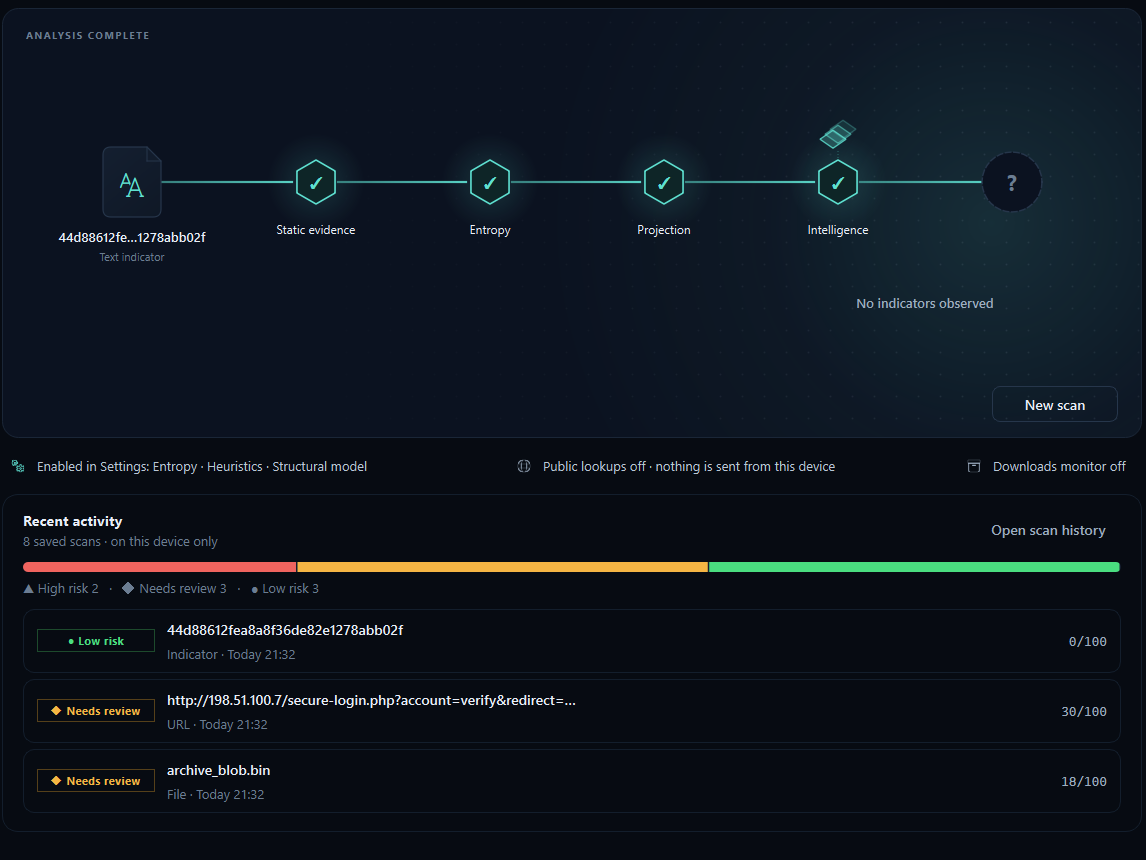 ANALYSIS COMPLETE
44d88612fe...1278abb02f
Text indicator
Static evidence
Entropy
Projection
Intelligence
?
No indicators observed
New scan
Enabled in Settings: Entropy · Heuristics · Structural model
Public lookups off · nothing is sent from this device
Downloads monitor off
Recent activity
8 saved scans · on this device only
Open scan history
High risk 2 · Needs review 3 · Low risk 3
Low risk
44d88612fea8a8f36de82e1278abb02f
Indicator · Today 21:32
0/100
Needs review
http://198.51.100.7/secure-login.php?account=verify&redirect=...
URL · Today 21:32
30/100
Needs review
archive_blob.bin
File · Today 21:32
18/100